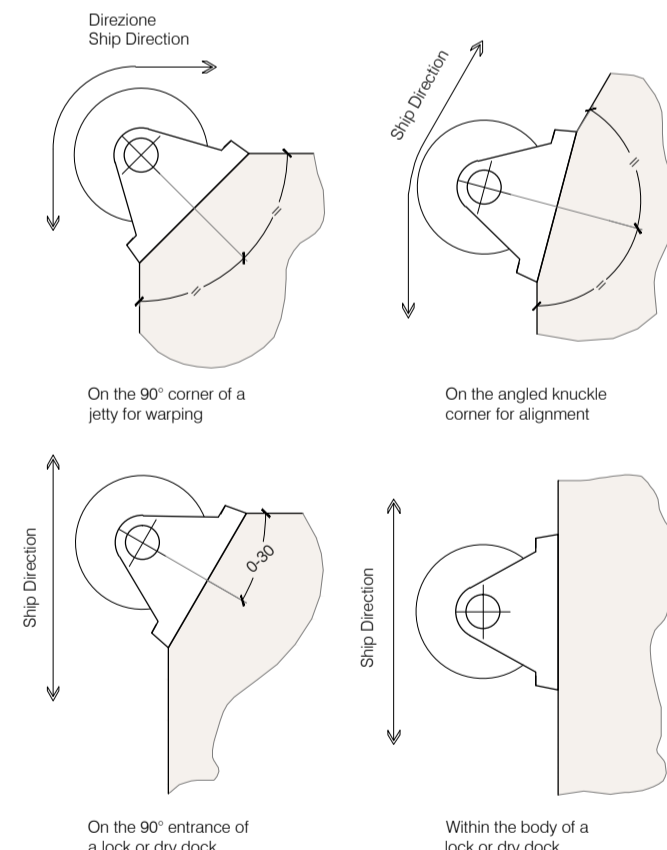 Direzione
Ship Direction
Ship Direction
On the 90° corner of a
jetty for warping
On the angled knuckle
corner for alignment
Ship Direction
0-30
Ship Direction
On the 90° entrance of
a lock or dry dock
Within the body of a
lock or dry dock